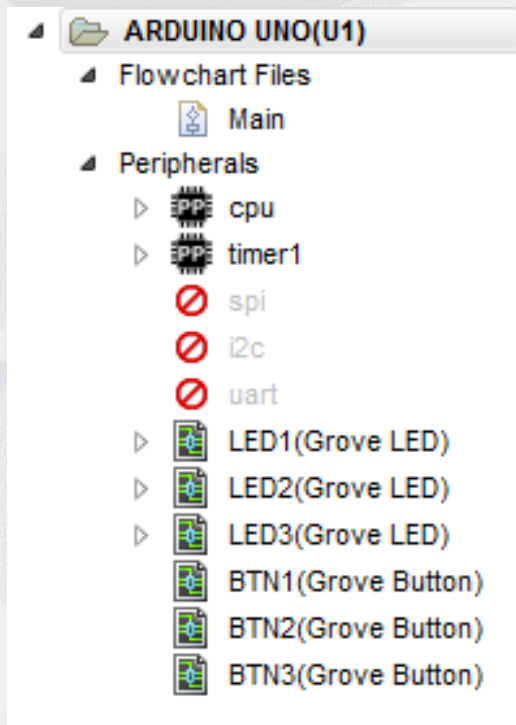 ARDUINO UNO(U1)
Flowchart Files
Main
Peripherals
cpu
timer1
spi
i2c
uart
LED1(Grove LED)
LED2(Grove LED)
LED3(Grove LED)
BTN1(Grove Button)
BTN2(Grove Button)
BTN3(Grove Button)